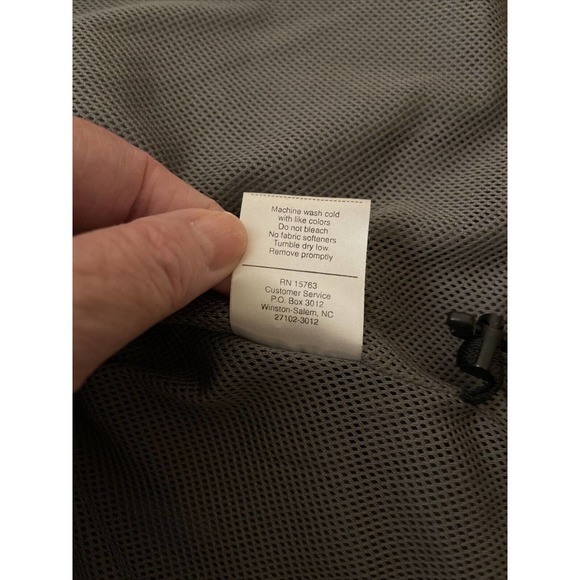 Machine wash cold
with like colors
Do not bleach
No fabric softeners
Tumble dry low.
Remove promptly
RN 15763
Customer Service
P.O. Box 3012
Winston-Salem, NC
27102-3012